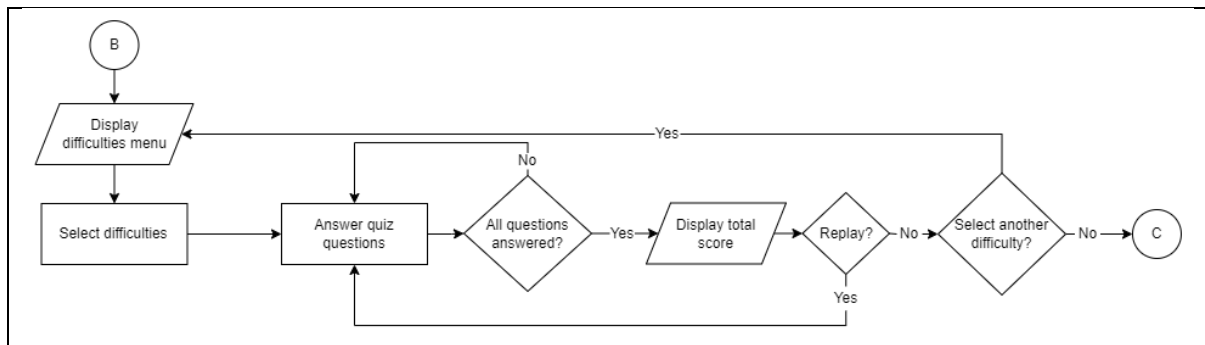 B
Display
difficulties menu
Select difficulties
Answer quiz
questions
No
All questions
answered?
Yes
Display total
score
Replay?
No
Yes
Select another
difficulty?
Yes
No
C